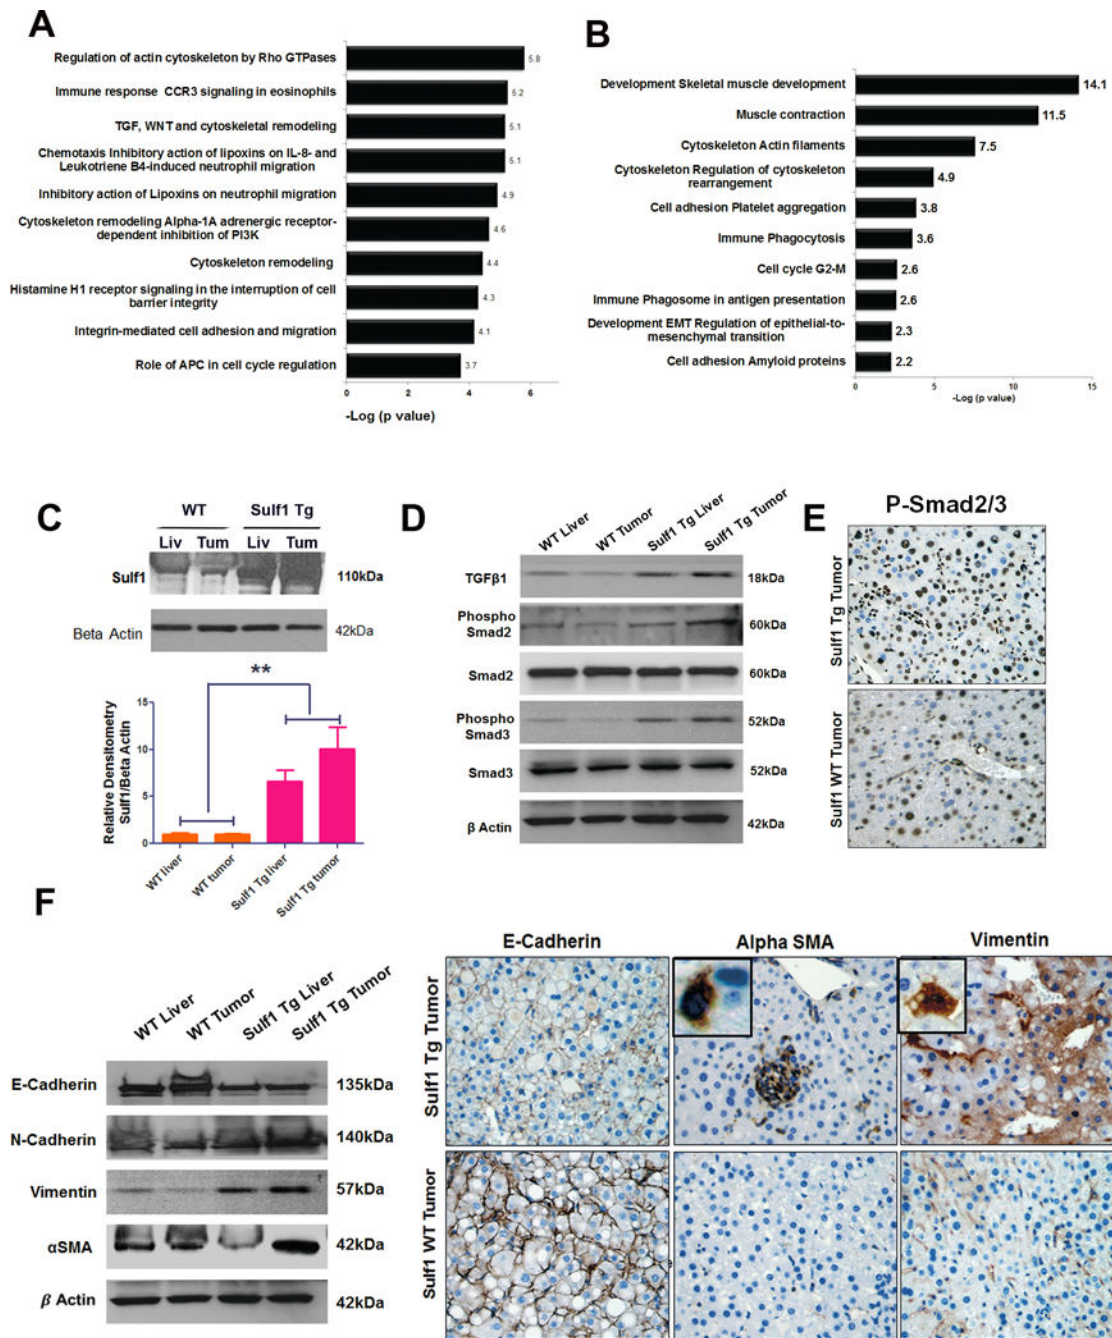 A
Regulation of actin cytoskeleton by Rho GTPases
5.8
Immune response CCR3 signaling in eosinophils
5.2
TGF, WNT and cytoskeletal remodeling
5.1
Chemotaxis Inhibitory action of lipoxins on IL-8- and
Leukotriene B4-induced neutrophil migration
5.1
Inhibitory action of Lipoxins on neutrophil migration
4.9
Cytoskeleton remodeling Alpha-1A adrenergic receptor-
dependent inhibition of PI3K
4.6
Cytoskeleton remodeling
4.4
Histamine H1 receptor signaling in the interruption of cell
barrier integrity
4.3
Integrin-mediated cell adhesion and migration
4.1
Role of APC in cell cycle regulation
3.7
0 2 4 6
-Log (p value)
B
Development Skeletal muscle development
14.1
Muscle contraction
11.5
Cytoskeleton Actin filaments
7.5
Cytoskeleton Regulation of cytoskeleton
rearrangement
4.9
Cell adhesion Platelet aggregation
3.8
Immune Phagocytosis
3.6
Cell cycle G2-M
2.6
Immune Phagosome in antigen presentation
2.6
Development EMT Regulation of epithelial-to-
mesenchymal transition
2.3
Cell adhesion Amyloid proteins
2.2
0 5 10 15
-Log (p value)
C
WT Sulf1 Tg
Liv Tum Liv Tum
Sulf1 110kDa
Beta Actin 42kDa
**
Relative Densitometry
Sulf1/Beta Actin
15
10
5
0
WT liver
WT tumor
Sulf1 Tg liver
Sulf1 Tg tumor
D
WT Liver
WT Tumor
Sulf1 Tg Liver
Sulf1 Tg Tumor
TGFβ1 18kDa
Phospho
Smad2
60kDa
Smad2 60kDa
Phospho
Smad3
52kDa
Smad3 52kDa
β Actin 42kDa
E
P-Smad2/3
Sulf1 Tg Tumor
Sulf1 WT Tumor
F
WT Liver
WT Tumor
Sulf1 Tg Liver
Sulf1 Tg Tumor
E-Cadherin 135kDa
N-Cadherin 140kDa
Vimentin 57kDa
αSMA 42kDa
β Actin 42kDa
E-Cadherin Alpha SMA Vimentin
Sulf1 Tg Tumor
Sulf1 WT Tumor